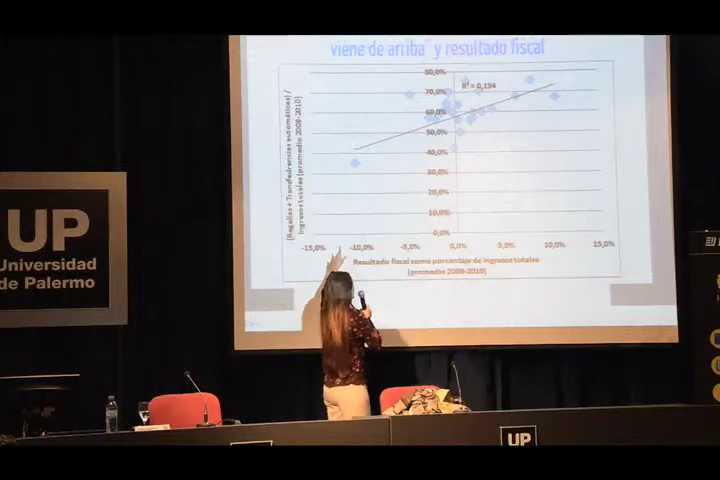 viene de arriba" y resultado fiscal
80,0%
R² = 0,194
70,0%
60,0%
50,0%
40,0%
30,0%
20,0%
10,0%
0,0%
-15,0% -10,0% -5,0% 0,0% 5,0% 10,0% 15,0%
Resultado fiscal como porcentaje de ingresos totales
(promedio 2008-2010)
(Regalías + Transferencias automáticas) /
ingresos totales (promedio 2008-2010)
UP
Universidad
de Palermo
UP